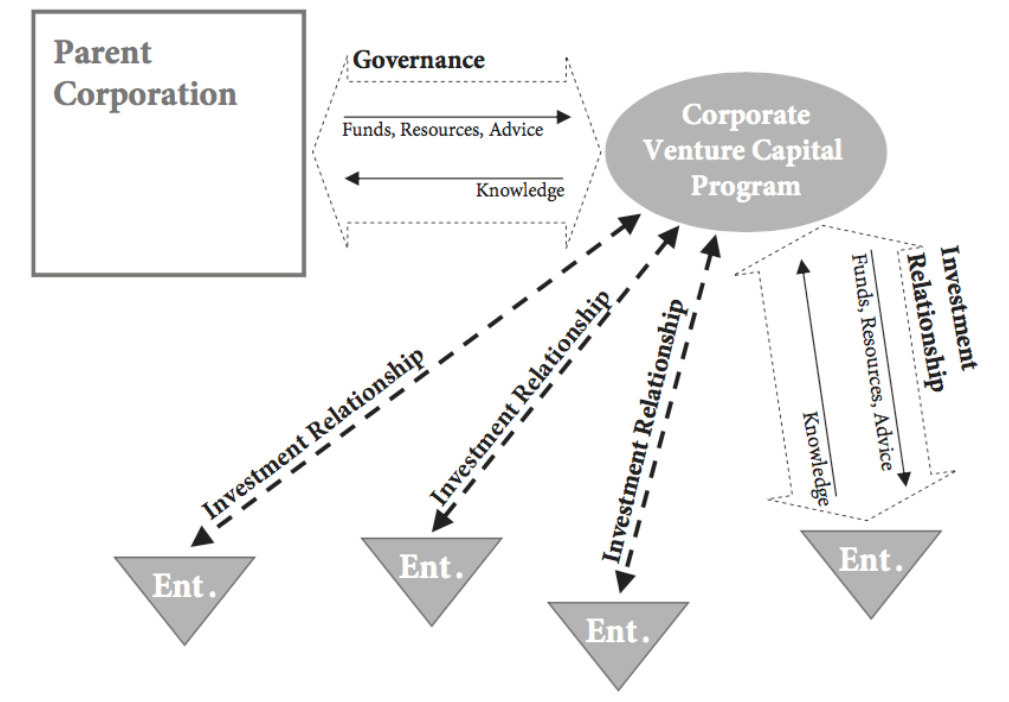 Parent
Corporation
Governance
Funds, Resources, Advice
Knowledge
Corporate
Venture Capital
Program
Investment Relationship
Investment Relationship
Investment Relationship
Investment
Relationship
Funds, Resources, Advice
Knowledge
Ent.
Ent.
Ent.
Ent.